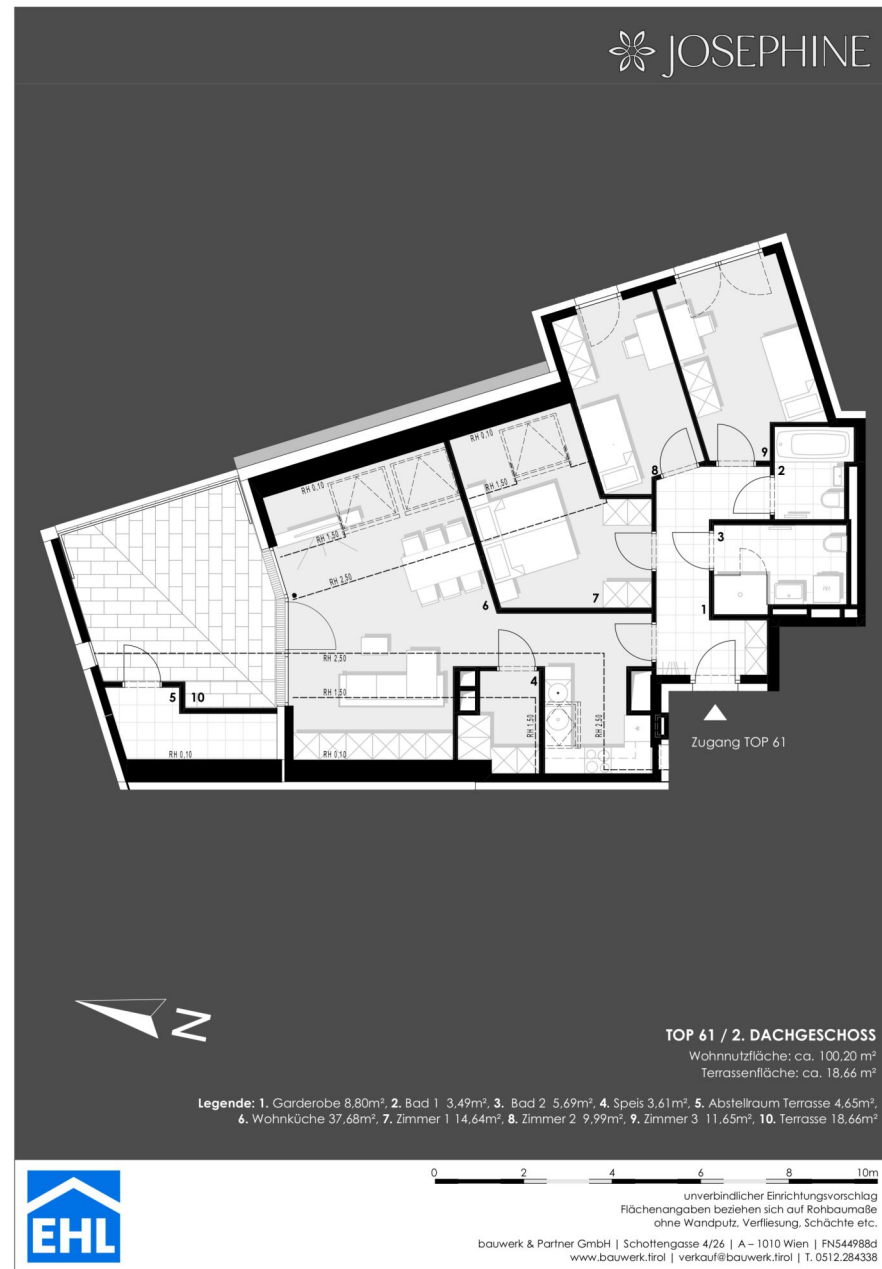 JOSEPHINE
RH 0,10
RH 1,50
RH 2,50
RH 0,10
RH 1,50
8
9
2
3
6
7
1
RH 2,50
4
5
10
RH 1,50
RH 1,50
RH 2,50
RH 0,10
RH 0,10
Zugang TOP 61
N
TOP 61 / 2. DACHGESCHOSS
Wohnnutzfläche: ca. 100,20 m²
Terrassenfläche: ca. 18,66 m²
Legende: 1. Garderobe 8,80m², 2. Bad 1 3,49m², 3. Bad 2 5,69m², 4. Speis 3,61m², 5. Abstellraum Terrasse 4,65m²,
6. Wohnküche 37,68m², 7. Zimmer 1 14,64m², 8. Zimmer 2 9,99m², 9. Zimmer 3 11,65m², 10. Terrasse 18,66m²
0 2 4 6 8 10m
unverbindlicher Einrichtungsvorschlag
Flächenangaben beziehen sich auf Rohbaumaße
ohne Wandputz, Verfliesung, Schächte etc.
EHL
bauwerk & Partner GmbH | Schottengasse 4/26 | A – 1010 Wien | FN544988d
www.bauwerk.tirol | verkauf@bauwerk.tirol | T. 0512.284338